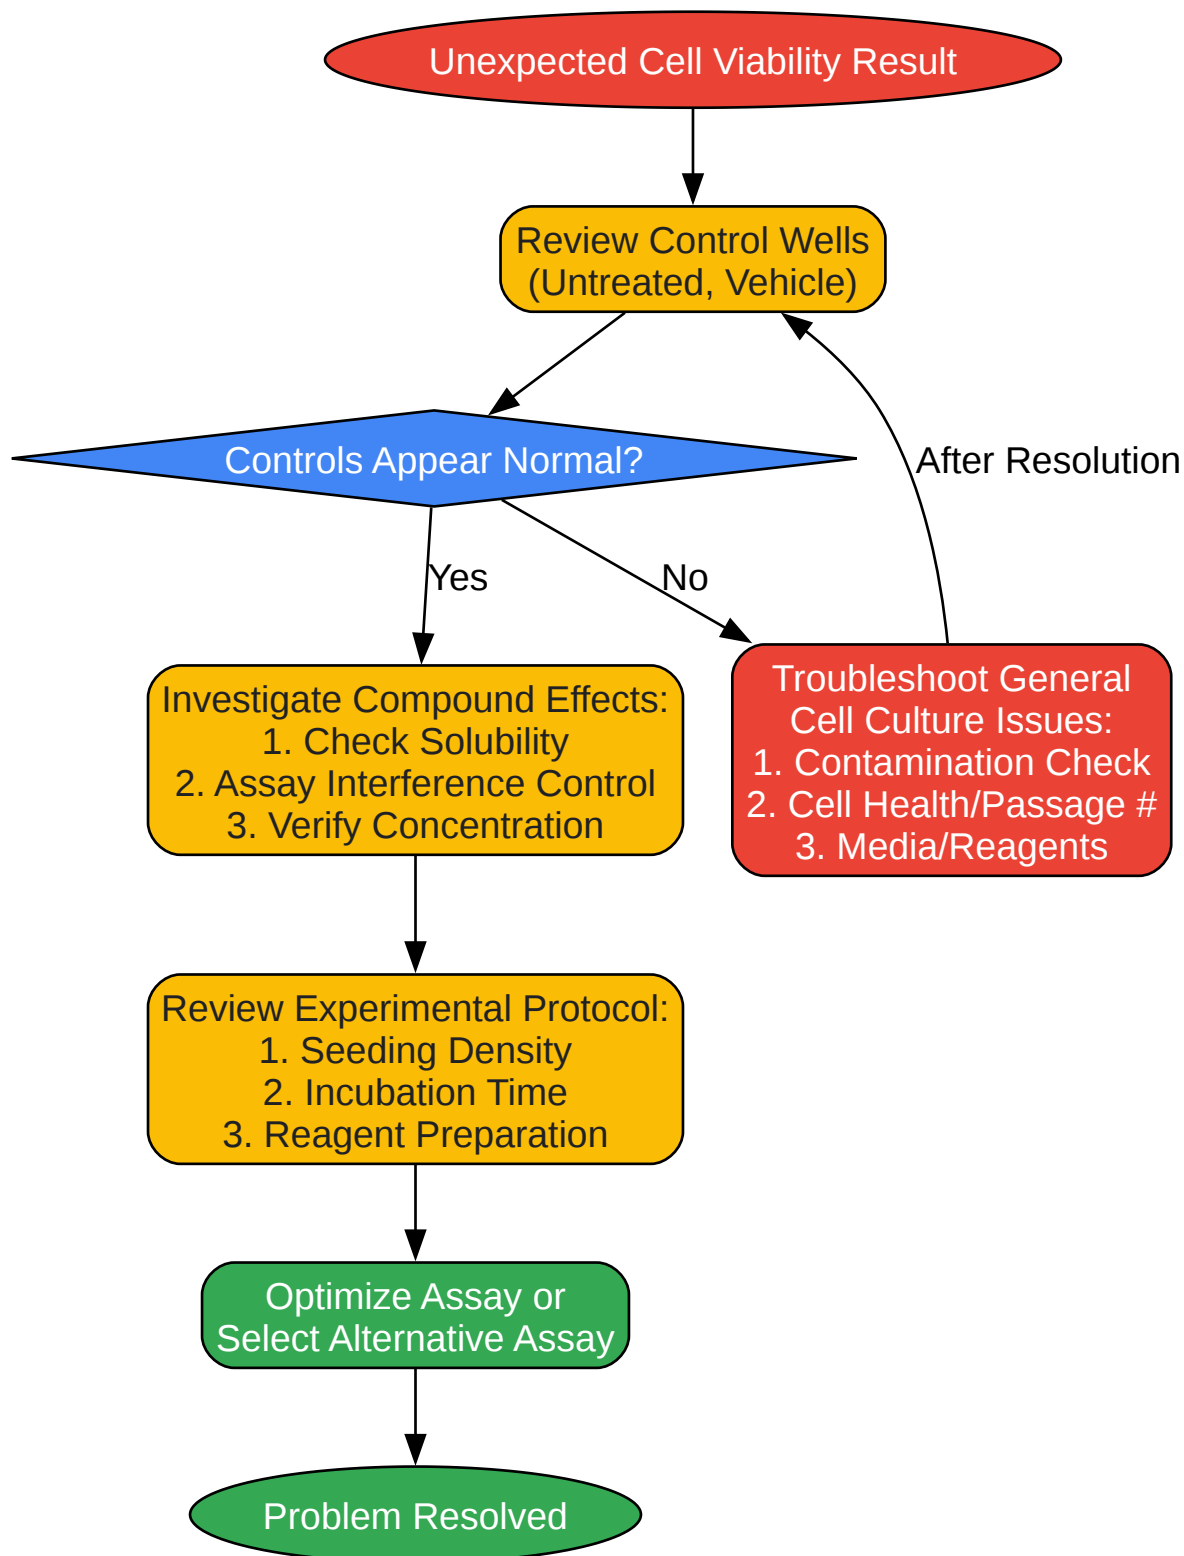 Unexpected Cell Viability Result
Review Control Wells
(Untreated, Vehicle)
Controls Appear Normal?
After Resolution
Yes
No
Investigate Compound Effects:
1. Check Solubility
2. Assay Interference Control
3. Verify Concentration
Troubleshoot General
Cell Culture Issues:
1. Contamination Check
2. Cell Health/Passage #
3. Media/Reagents
Review Experimental Protocol:
1. Seeding Density
2. Incubation Time
3. Reagent Preparation
Optimize Assay or
Select Alternative Assay
Problem Resolved